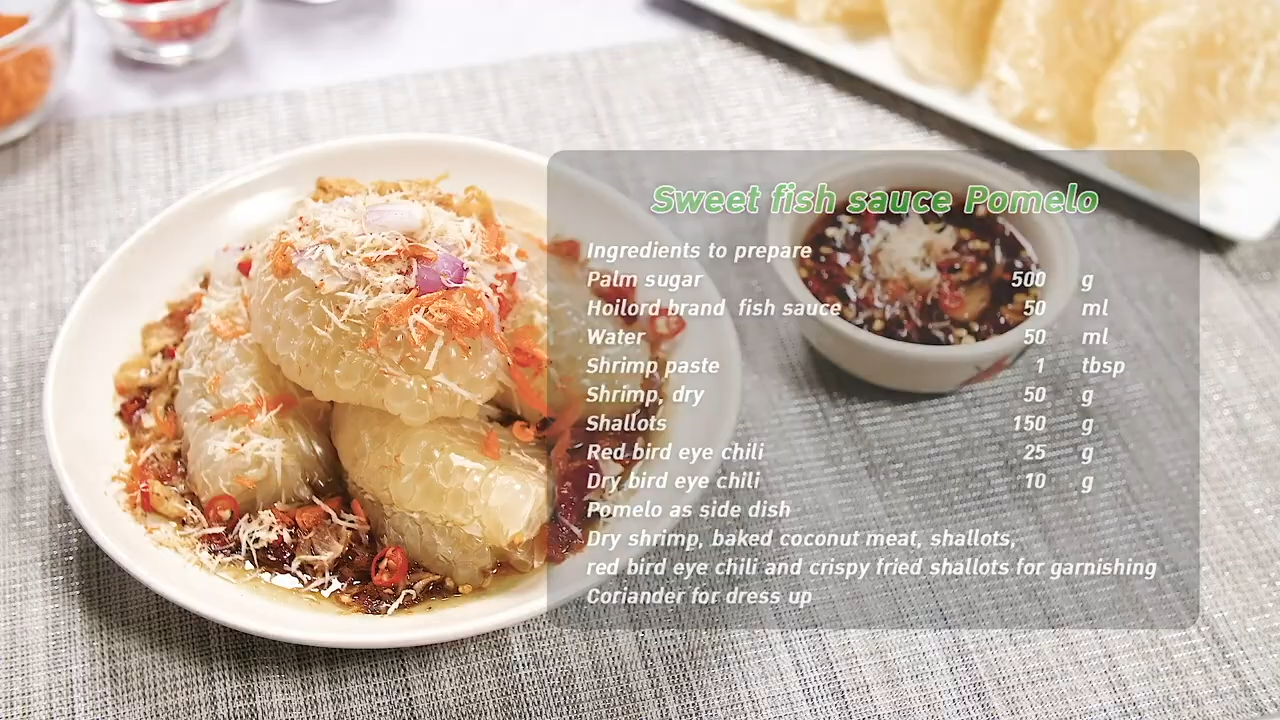 Sweet fish sauce Pomelo
Ingredients to prepare
Palm sugar 500 g
Hoilord brand fish sauce 50 ml
Water 50 ml
Shrimp paste 1 tbsp
Shrimp, dry 50 g
Shallots 150 g
Red bird eye chili 25 g
Dry bird eye chili 10 g
Pomelo as side dish
Dry shrimp, baked coconut meat, shallots,
red bird eye chili and crispy fried shallots for garnishing
Coriander for dress up